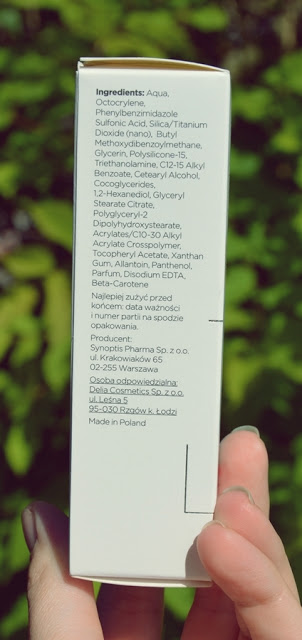 Ingredients: Aqua,
Octocrylene,
Phenylbenzimidazole
Sulfonic Acid, Silica/Titanium
Dioxide (nano), Butyl
Methoxydibenzoylmethane,
Glycerin, Polysilicone-15,
Triethanolamine, C12-15 Alkyl
Benzoate, Cetearyl Alcohol,
Cocoglycerides,
1,2-Hexanediol, Glyceryl
Stearate Citrate,
Polyglyceryl-2
Dipolyhydroxystearate,
Acrylates/C10-30 Alkyl
Acrylate Crosspolymer,
Tocopheryl Acetate, Xanthan
Gum, Allantoin, Panthenol,
Parfum, Disodium EDTA,
Beta-Carotene
Najlepiej zużyć przed
końcem: data ważności
i numer partii na spodzie
opakowania.
Producent:
Synoptis Pharma Sp. z o.o.
ul. Krakowiaków 65
02-255 Warszawa
Osoba odpowiedzialna:
Delia Cosmetics Sp. z o.o.
ul. Leśna 5
95-030 Rzgów k. Łodzi
Made in Poland